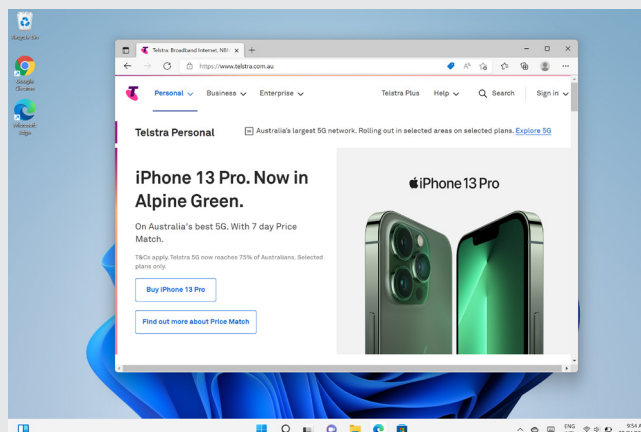 Recycle Bin
Google
Chrome
Microsoft
Edge
Telstra Broadband Internet, NBN
https://www.telstra.com.au
Personal
Business
Enterprise
Telstra Plus
Help
Search
Sign in
Telstra Personal
Australia's largest 5G network. Rolling out in selected areas on selected plans. Explore 5G
iPhone 13 Pro. Now in
Alpine Green.
On Australia's best 5G. With 7 day Price
Match.
T&Cs apply. Telstra 5G now reaches 75% of Australians. Selected
plans only.
Buy iPhone 13 Pro
Find out more about Price Match
iPhone 13 Pro
ENG
9:54